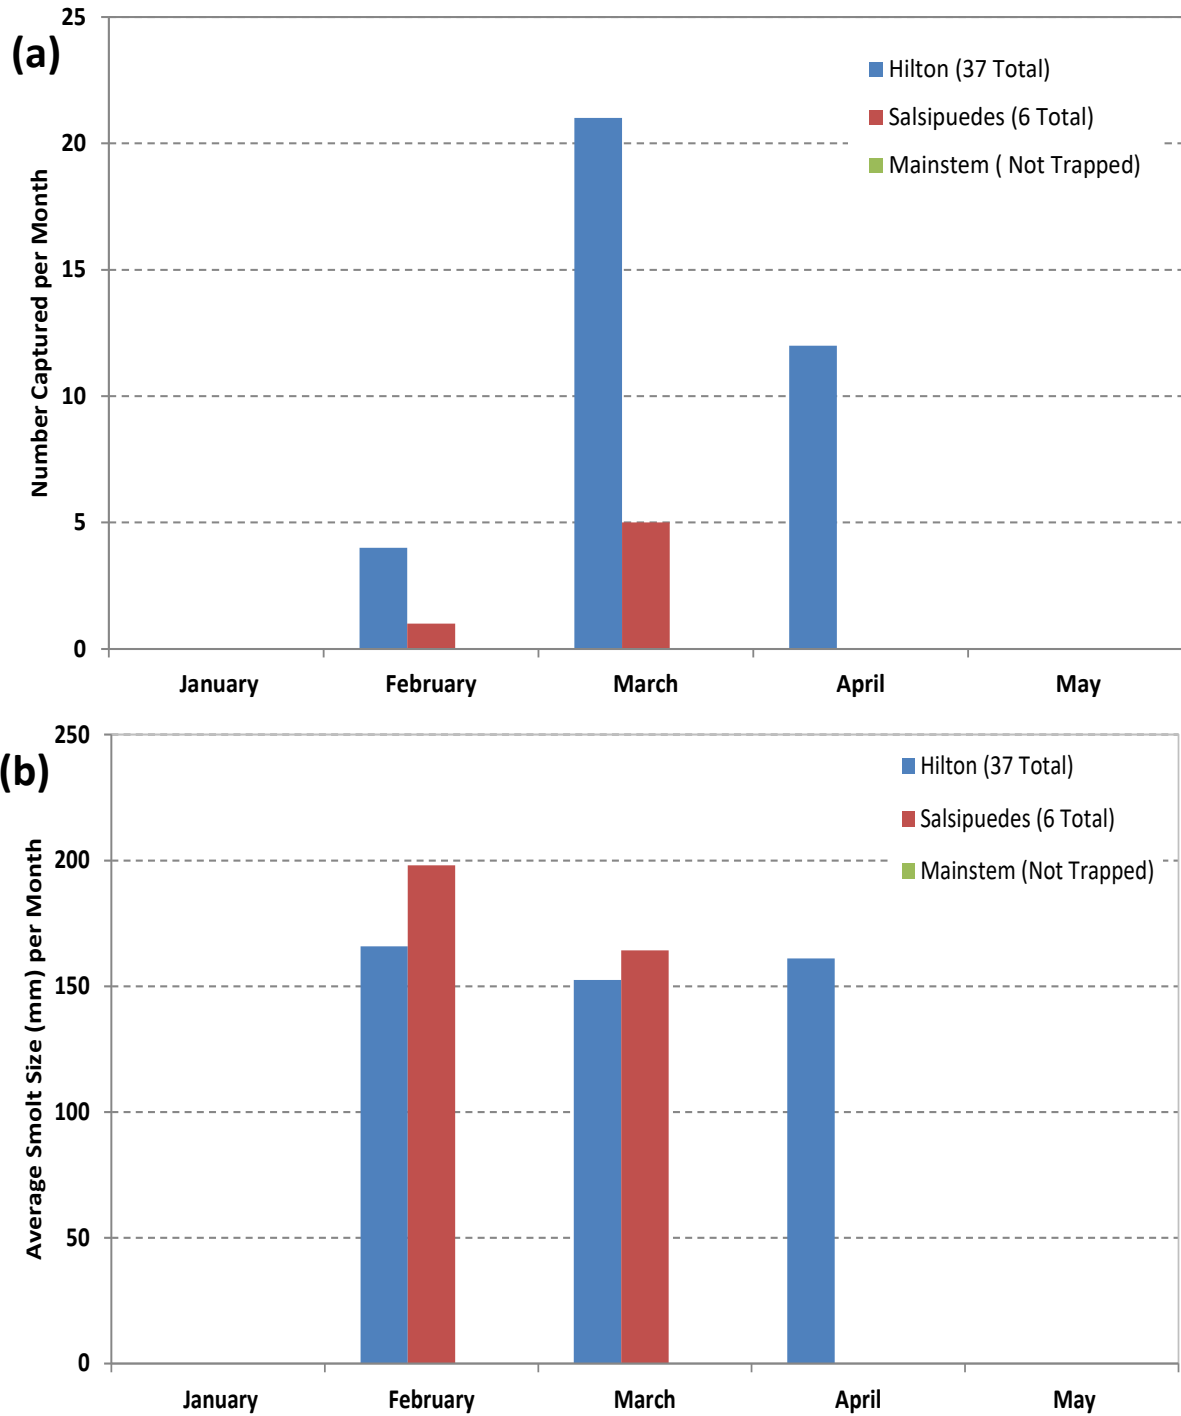 (a)
25
20
15
10
5
0
Number Captured per Month
Hilton (37 Total)
Salsipuedes (6 Total)
Mainstem ( Not Trapped)
January February March April May
(b)
250
200
150
100
50
0
Average Smolt Size (mm) per Month
Hilton (37 Total)
Salsipuedes (6 Total)
Mainstem (Not Trapped)
January February March April May